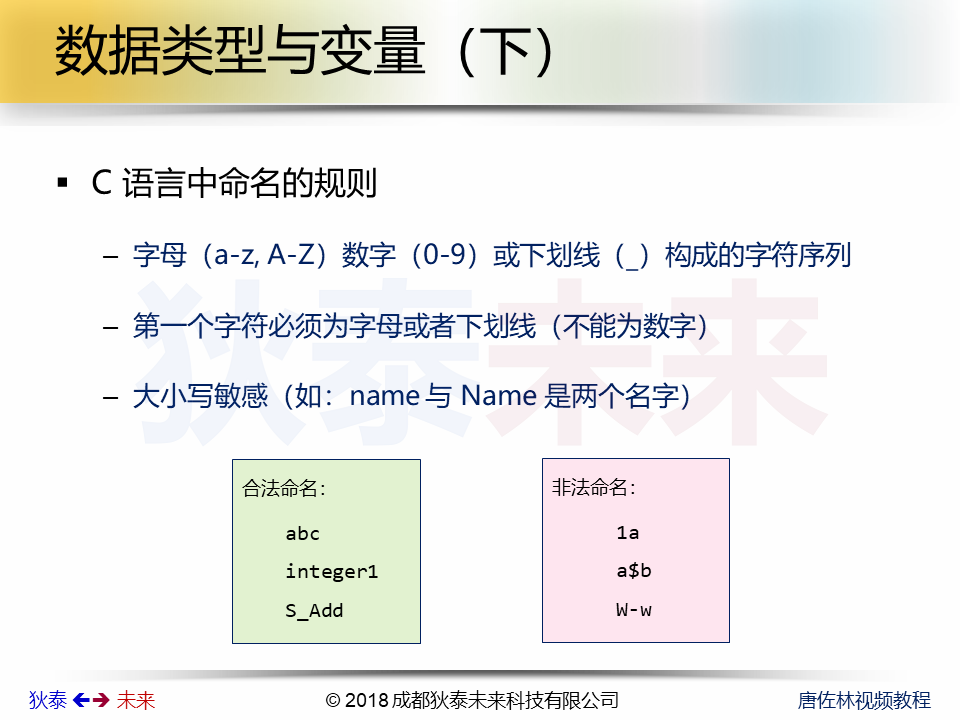 数据类型与变量（下）
▪ C 语言中命名的规则
– 字母（a-z, A-Z）数字（0-9）或下划线（_）构成的字符序列
– 第一个字符必须为字母或者下划线（不能为数字）
– 大小写敏感（如：name 与 Name 是两个名字）
狄泰未来
合法命名：
abc
integer1
S_Add
非法命名：
1a
a$b
W-w
狄泰 未来
© 2018 成都狄泰未来科技有限公司
唐佐林视频教程